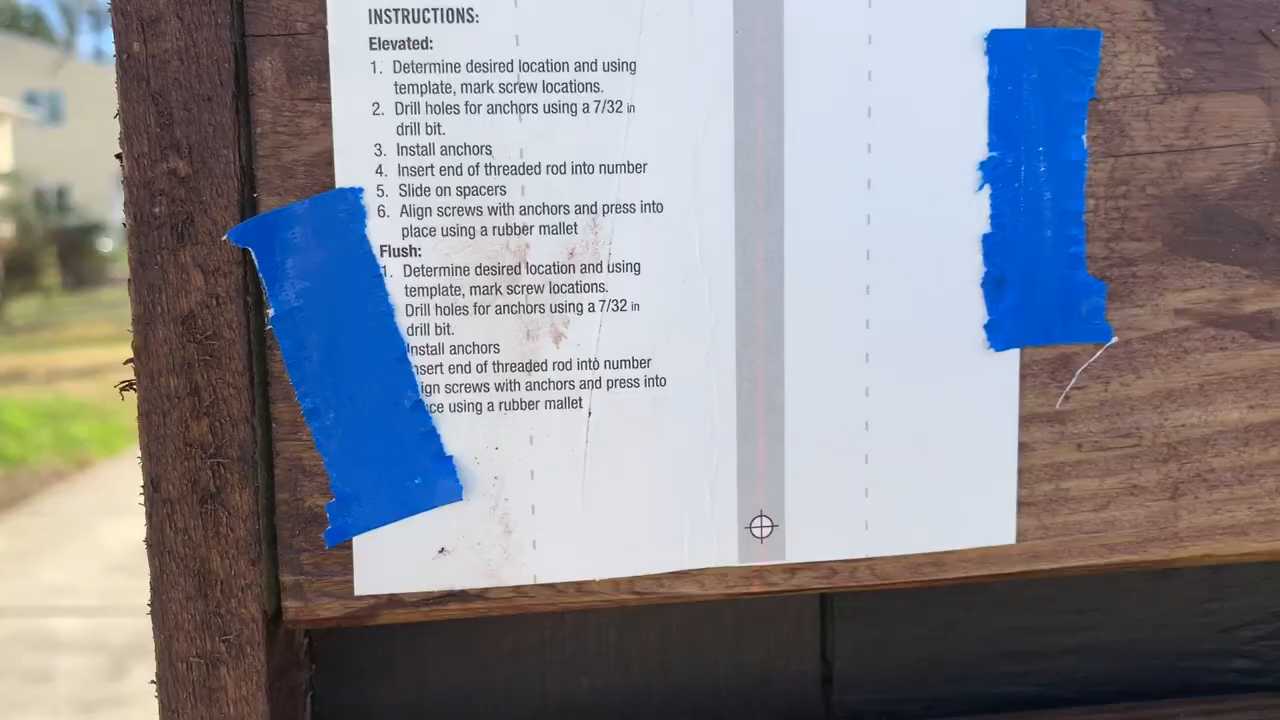 INSTRUCTIONS:
Elevated:
1. Determine desired location and using
template, mark screw locations.
2. Drill holes for anchors using a 7/32 in
drill bit.
3. Install anchors
4. Insert end of threaded rod into number
5. Slide on spacers
6. Align screws with anchors and press into
place using a rubber mallet
Flush:
1. Determine desired location and using
template, mark screw locations.
Drill holes for anchors using a 7/32 in
drill bit.
Install anchors
nsert end of threaded rod into number
ign screws with anchors and press into
ce using a rubber mallet